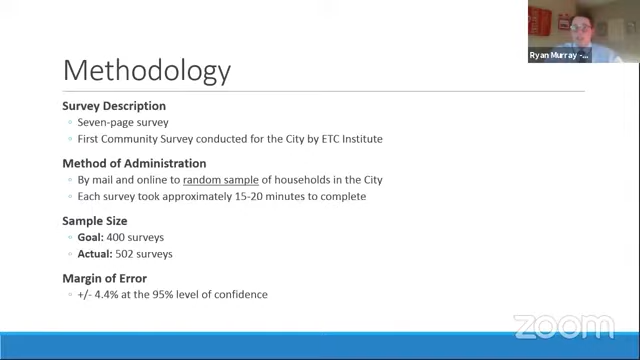 Ryan Murray -...
Methodology
Survey Description
Seven-page survey
First Community Survey conducted for the City by ETC Institute
Method of Administration
By mail and online to random sample of households in the City
Each survey took approximately 15-20 minutes to complete
Sample Size
Goal: 400 surveys
Actual: 502 surveys
Margin of Error
+/- 4.4% at the 95% level of confidence
zoom